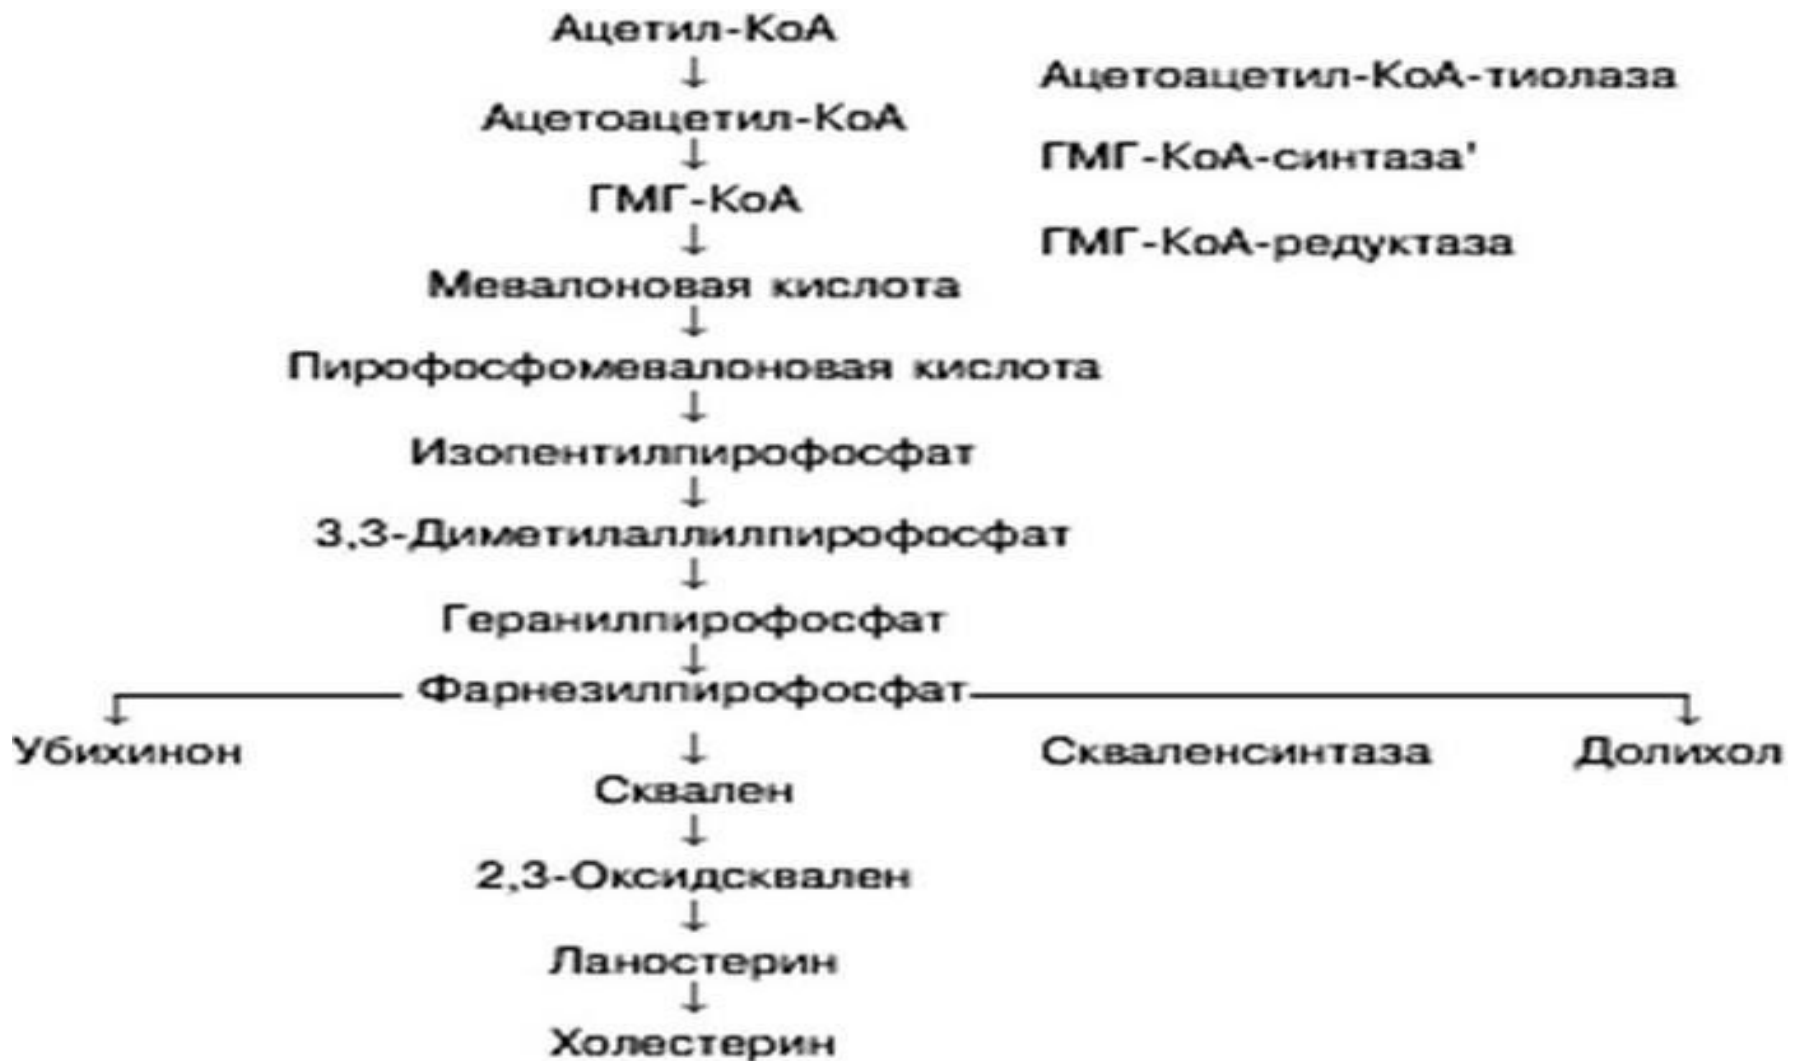 Ацетил-КоА
Ацетоацетил-КоА-тиолаза
Ацетоацетил-КоА
ГМГ-КоА-синтаза'
ГМГ-КоА
ГМГ-КоА-редуктаза
Мевалоновая кислота
Пирофосфомевалоновая кислота
Изопентилпирофосфат
3,3-Диметилаллилпирофосфат
Геранилпирофосфат
Фарнезилпирофосфат
Убихинон
Скваленсинтаза
Долихол
Сквален
2,3-Оксидсквален
Ланостерин
Холестерин